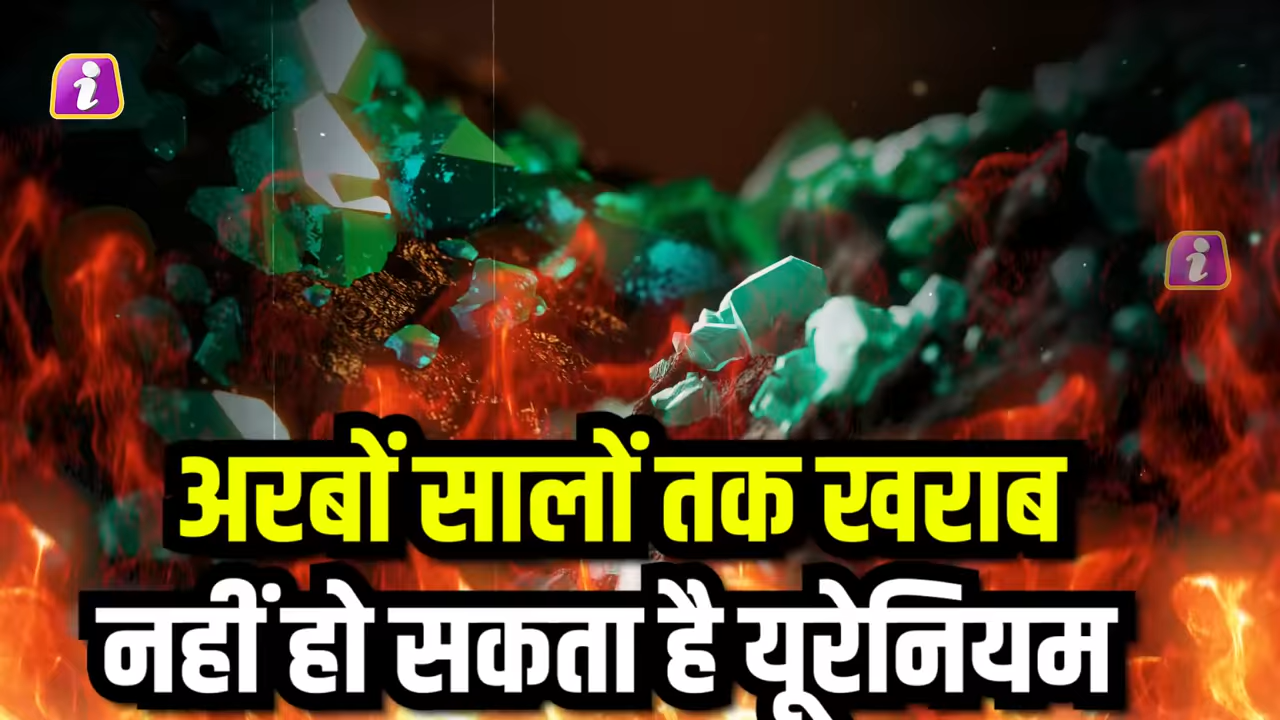 i
i
अरबों सालों तक खराब
नहीं हो सकता है यूरेनियम